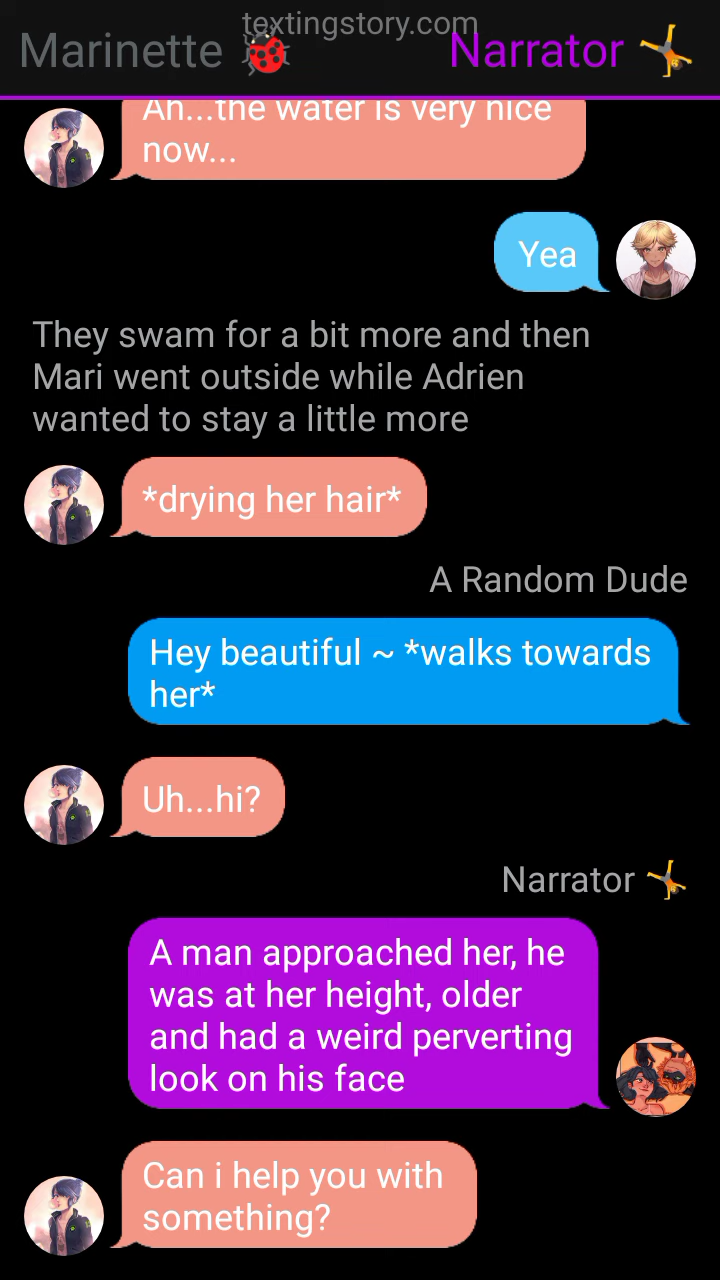 textingstory.com
Marinette 🐞 Narrator 🤸
Ah...the water is very nice
now...
Yea
They swam for a bit more and then
Mari went outside while Adrien
wanted to stay a little more
*drying her hair*
A Random Dude
Hey beautiful ~ *walks towards
her*
Uh...hi?
Narrator 🤸
A man approached her, he
was at her height, older
and had a weird perverting
look on his face
Can i help you with
something?